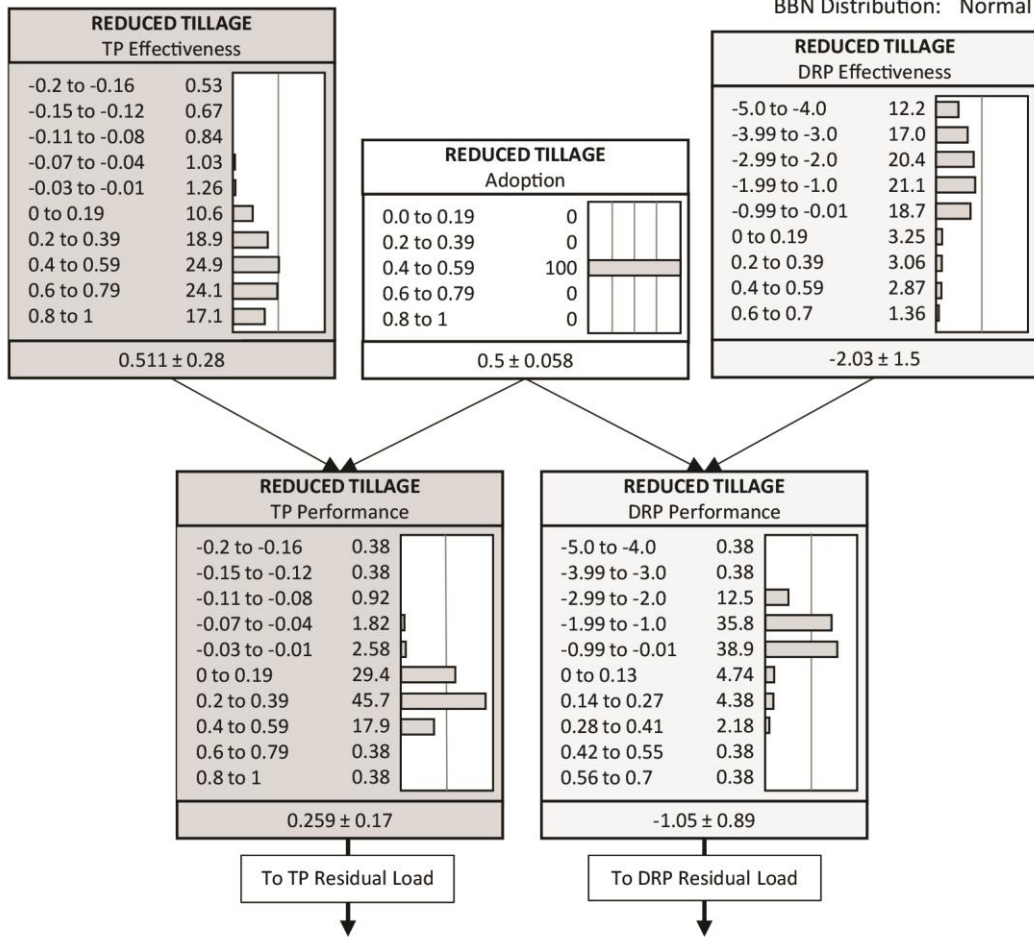 BBN Distribution: Normal
REDUCED TILLAGE
TP Effectiveness
-0.2 to -0.16 0.53
-0.15 to -0.12 0.67
-0.11 to -0.08 0.84
-0.07 to -0.04 1.03
-0.03 to -0.01 1.26
0 to 0.19 10.6
0.2 to 0.39 18.9
0.4 to 0.59 24.9
0.6 to 0.79 24.1
0.8 to 1 17.1
0.511 ± 0.28
REDUCED TILLAGE
Adoption
0.0 to 0.19 0
0.2 to 0.39 0
0.4 to 0.59 100
0.6 to 0.79 0
0.8 to 1 0
0.5 ± 0.058
REDUCED TILLAGE
DRP Effectiveness
-5.0 to -4.0 12.2
-3.99 to -3.0 17.0
-2.99 to -2.0 20.4
-1.99 to -1.0 21.1
-0.99 to -0.01 18.7
0 to 0.19 3.25
0.2 to 0.39 3.06
0.4 to 0.59 2.87
0.6 to 0.7 1.36
-2.03 ± 1.5
REDUCED TILLAGE
TP Performance
-0.2 to -0.16 0.38
-0.15 to -0.12 0.38
-0.11 to -0.08 0.92
-0.07 to -0.04 1.82
-0.03 to -0.01 2.58
0 to 0.19 29.4
0.2 to 0.39 45.7
0.4 to 0.59 17.9
0.6 to 0.79 0.38
0.8 to 1 0.38
0.259 ± 0.17
REDUCED TILLAGE
DRP Performance
-5.0 to -4.0 0.38
-3.99 to -3.0 0.38
-2.99 to -2.0 12.5
-1.99 to -1.0 35.8
-0.99 to -0.01 38.9
0 to 0.13 4.74
0.14 to 0.27 4.38
0.28 to 0.41 2.18
0.42 to 0.55 0.38
0.56 to 0.7 0.38
-1.05 ± 0.89
To TP Residual Load
To DRP Residual Load